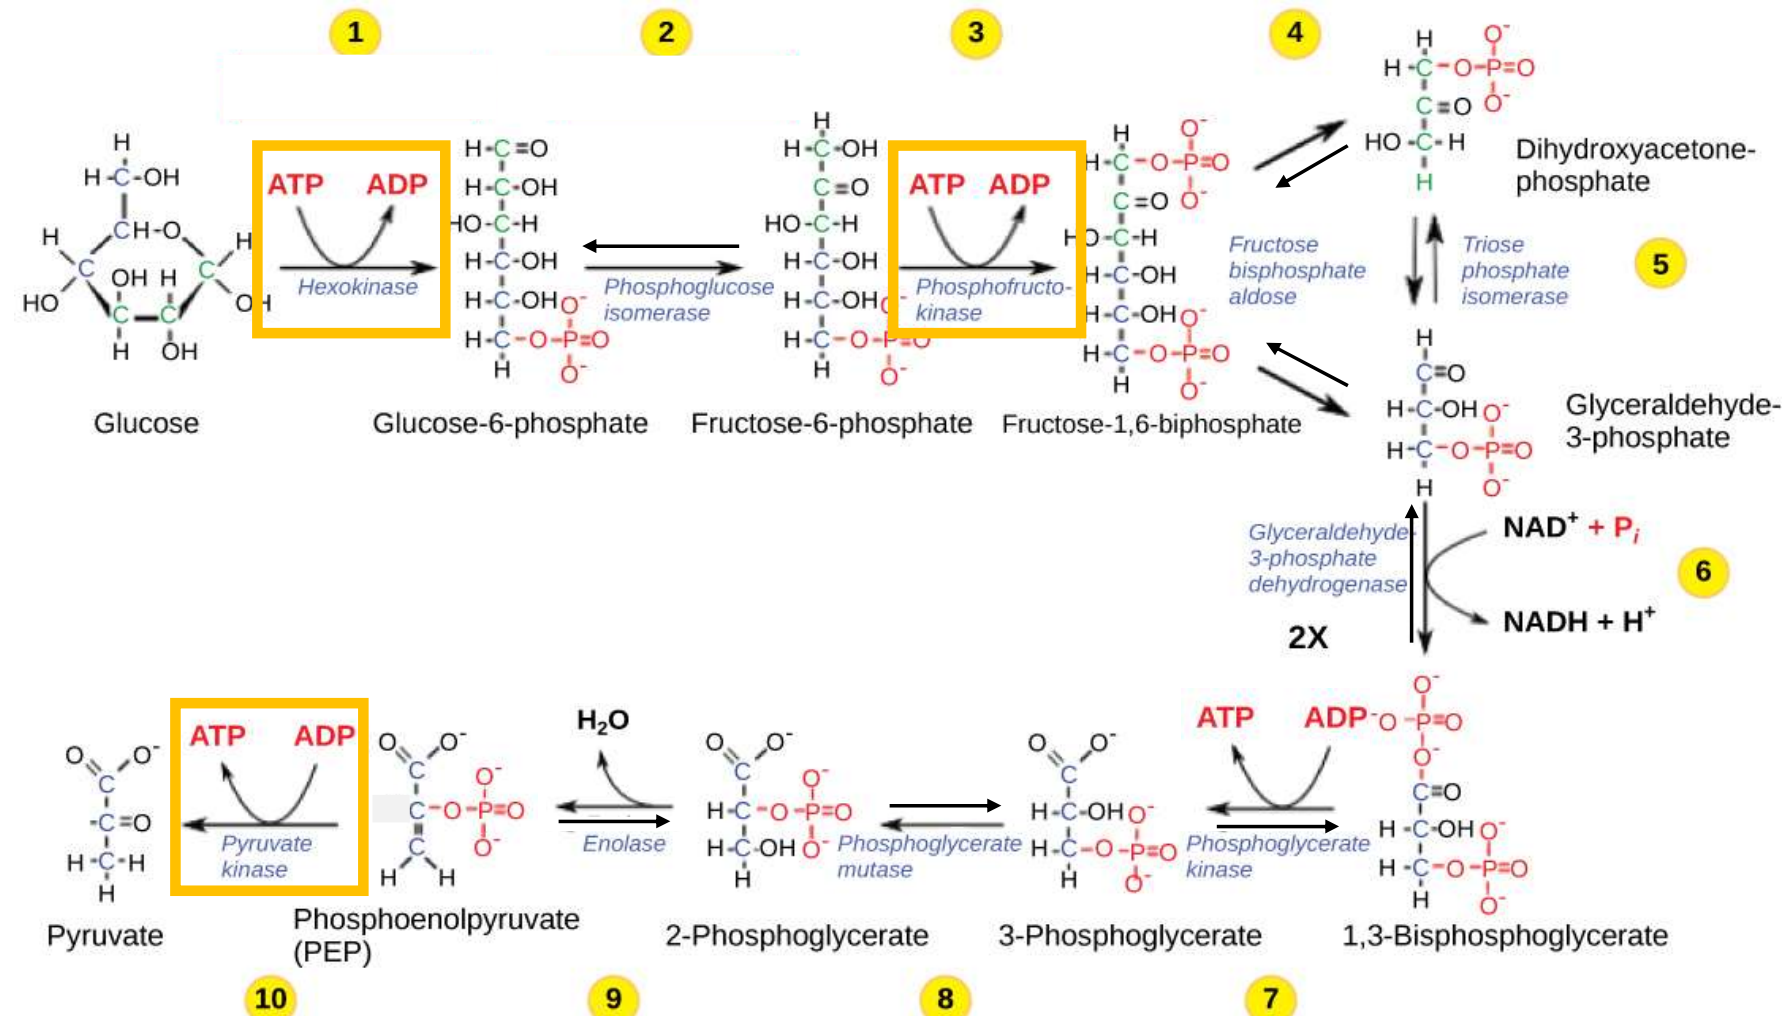 1
2
3
4
ATP ADP
Hexokinase
Phosphoglucose
isomerase
ATP ADP
Phosphofructo-
kinase
Fructose
bisphosphate
aldose
Triose
phosphate
isomerase
5
Dihydroxyacetone-
phosphate
Glucose
Glucose-6-phosphate
Fructose-6-phosphate
Fructose-1,6-biphosphate
Glyceraldehyde-
3-phosphate
Glyceraldehyde-
3-phosphate
dehydrogenase
NAD+ + Pi
NADH + H+
6
2X
ATP ADP
Pyruvate
kinase
H2O
Enolase
Phosphoglycerate
mutase
ATP ADP
Phosphoglycerate
kinase
Pyruvate
Phosphoenolpyruvate
(PEP)
2-Phosphoglycerate
3-Phosphoglycerate
1,3-Bisphosphoglycerate
10
9
8
7